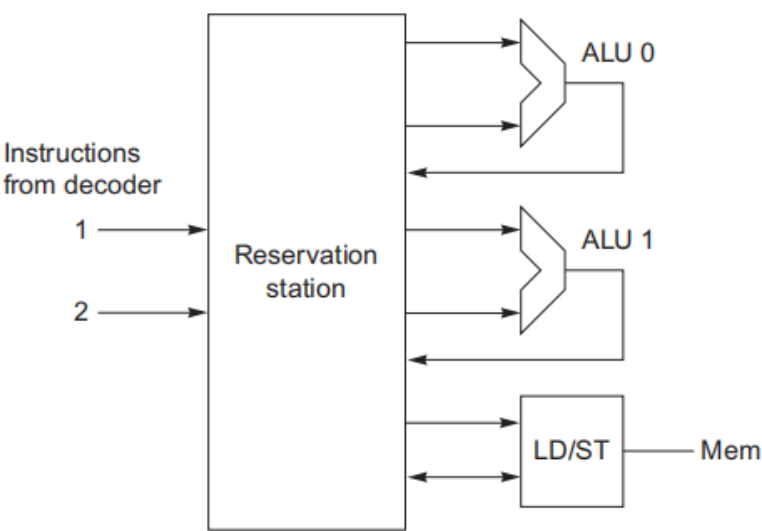 ALU 0
Instructions
from decoder
1
Reservation
station
ALU 1
2
LD/ST
Mem